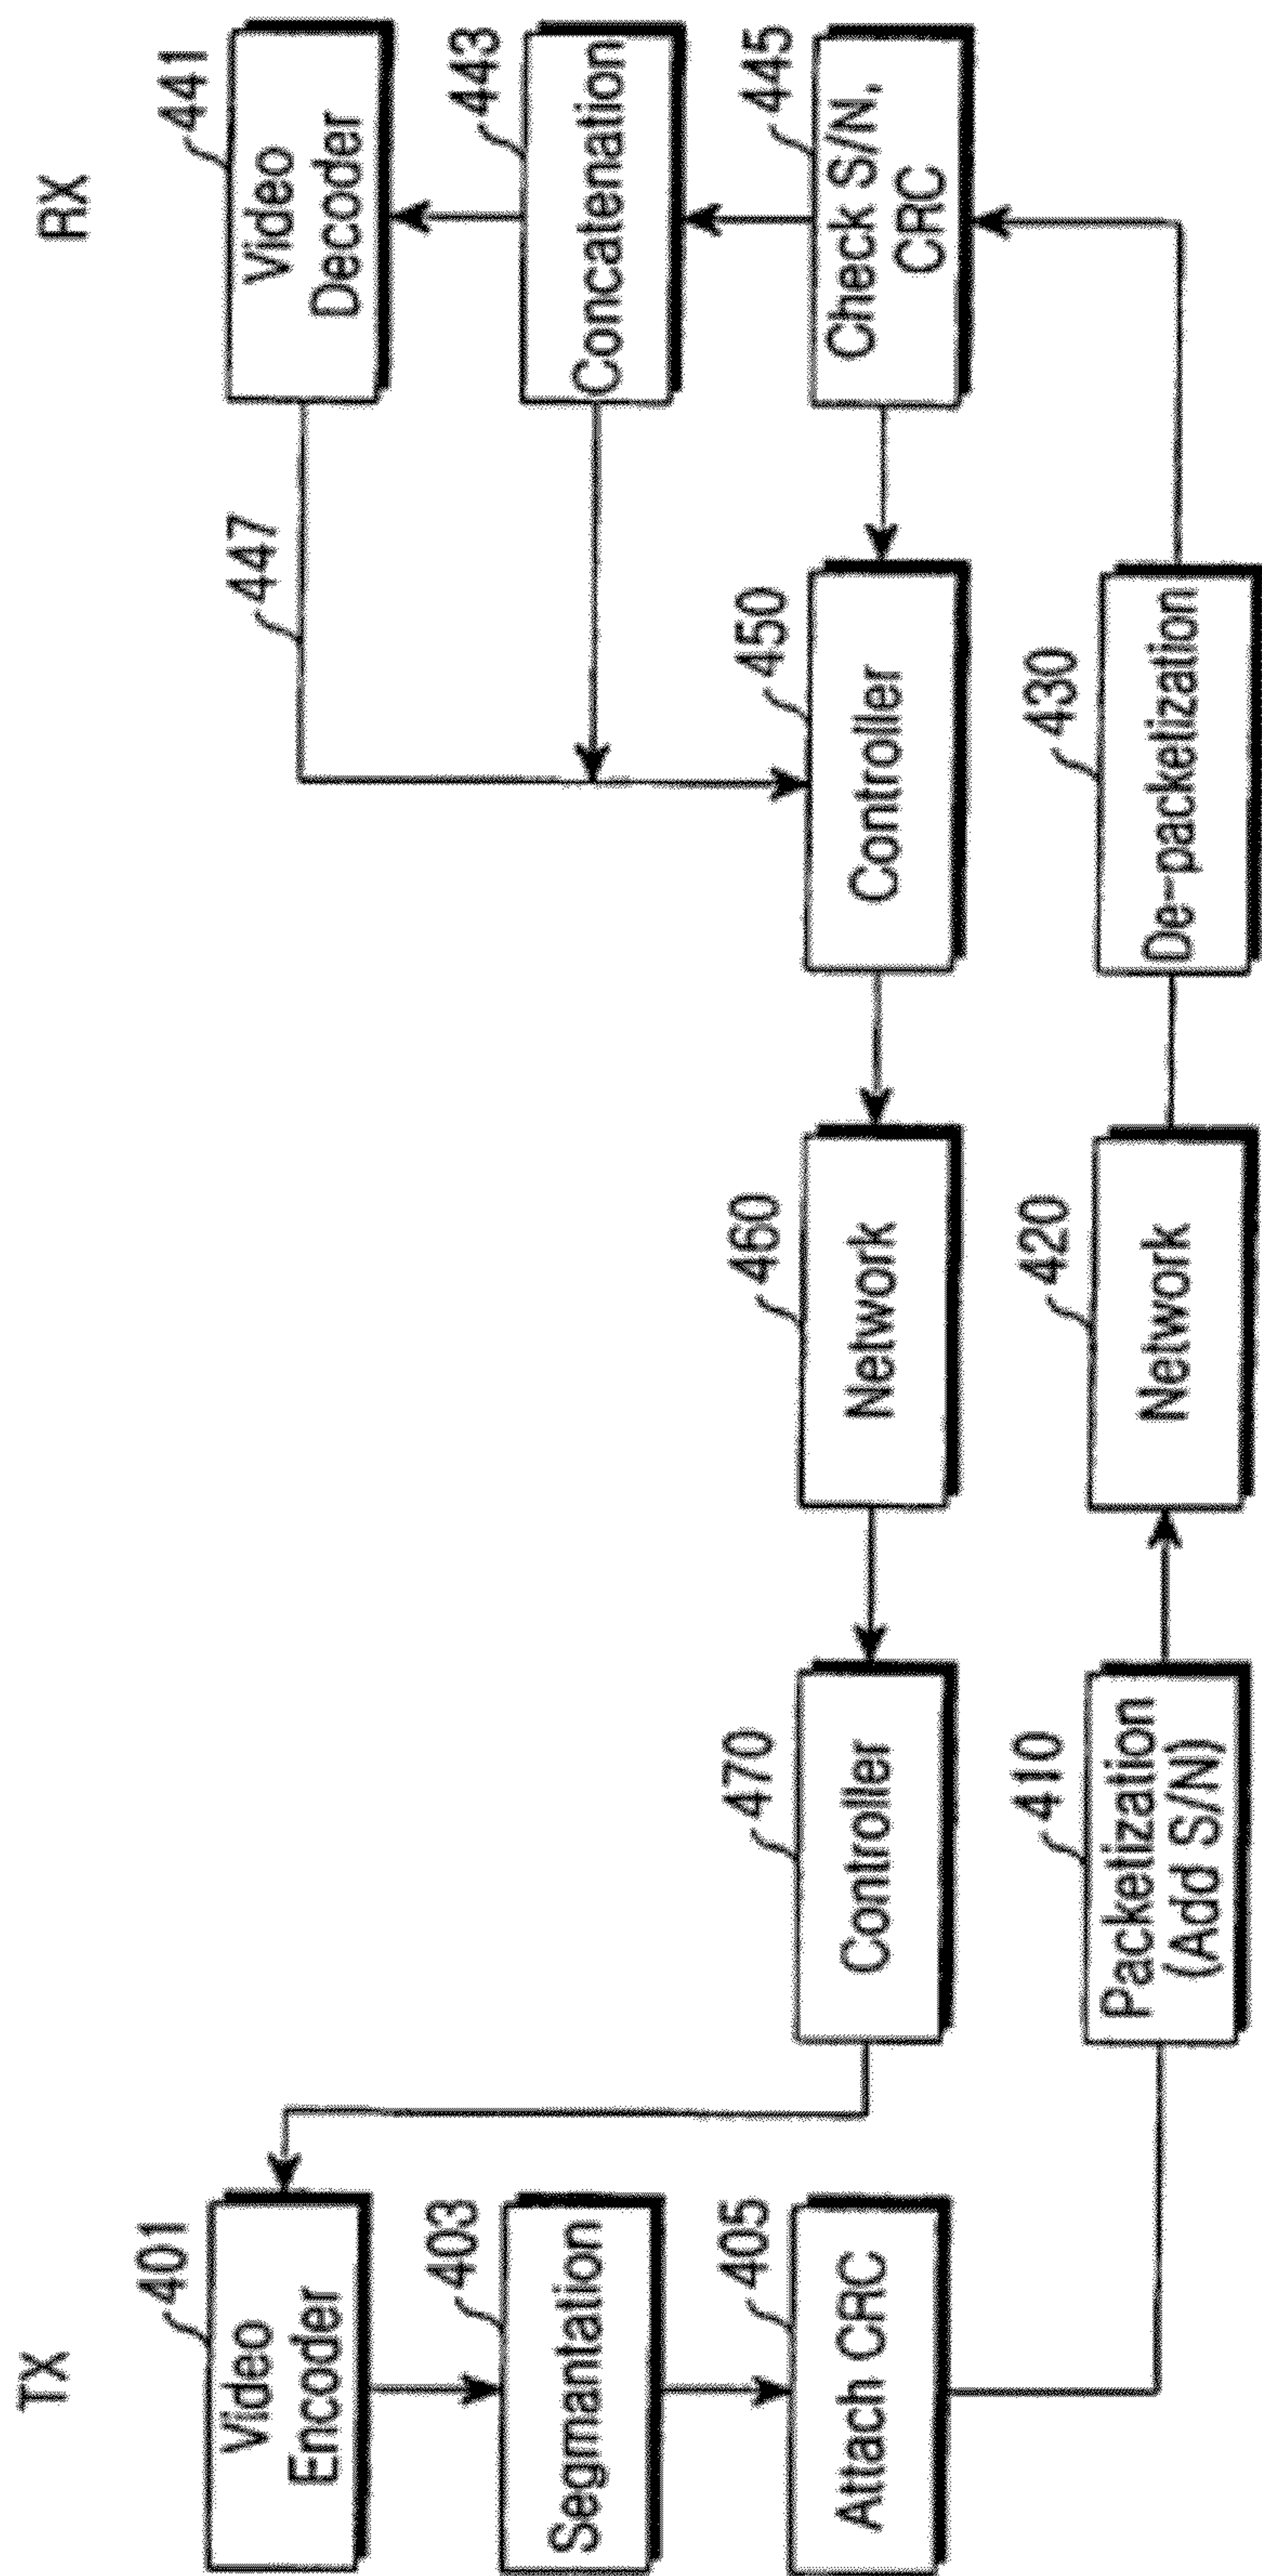 TX
RX
401
Video
Encoder
403
Segmantation
405
Attach CRC
470
Controller
410
Packetization
(Add S/N)
460
Network
420
Network
450
Controller
430
De-packetization
447
441
Video
Decoder
443
Concatenation
445
Check S/N,
CRC